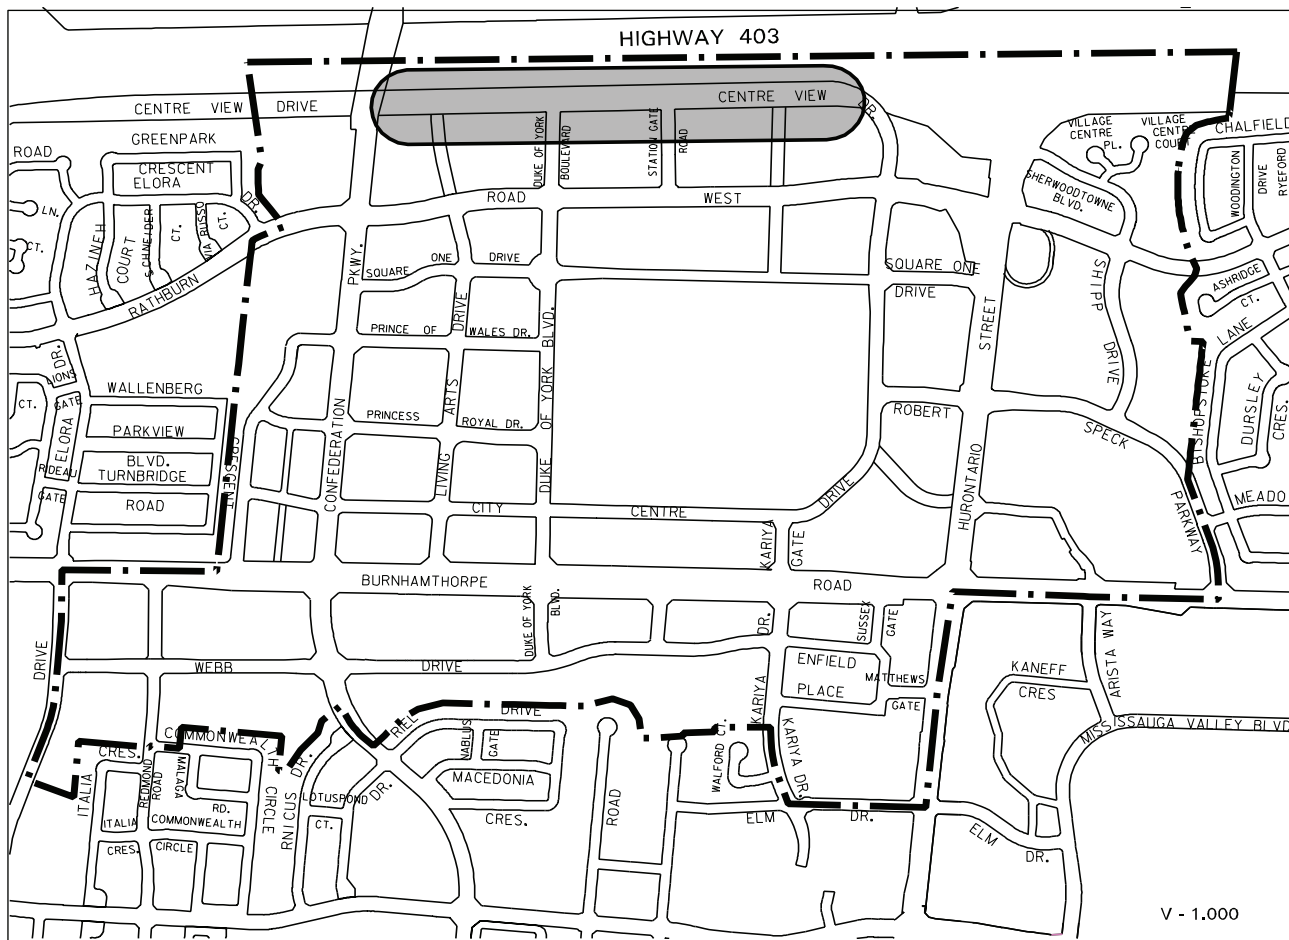 HIGHWAY 403
CENTRE VIEW DRIVE
CENTRE VIEW
DR.
GREENPARK
CRESCENT
ELORA
DR.
ROAD
LN.
CT.
HAZINEH
COURT
SCHNEIDER
CT.
VIA RUSSO
CT.
RATHBURN
ROAD
WEST
DUKE OF YORK
BOULEVARD
STATION GATE
ROAD
VILLAGE
CENTRE
PL.
VILLAGE
CENTRE
COURT
CHALFIELD
WOODINGTON
DRIVE
RYEFORD
SHERWOODTOWNE
BLVD.
PKWY.
SQUARE ONE DRIVE
SQUARE ONE
DRIVE
SHIPP
DRIVE
ASHRIDGE
CT.
LANE
BISHOPSTOKE
STREET
PRINCE OF WALES DR.
DRIVE
DUKE OF YORK BLVD.
LIONS
GATE
DR.
CT.
WALLENBERG
PARKVIEW
BLVD.
TURNBRIDGE
ROAD
CRESCENT
ELORA
RIDEAU
GATE
CONFEDERATION
PRINCESS ROYAL DR.
ARTS
LIVING
ROBERT
SPECK
PARKWAY
DURSLEY
CRES.
MEADO
CITY CENTRE
DRIVE
KARIYA
GATE
HURONTARIO
BURNHAMTHORPE
ROAD
DUKE OF YORK
BLVD.
KARIYA
DR.
SUSSEX
GATE
ENFIELD
PLACE
MATTHEWS
GATE
ARISTA WAY
KANEFF
CRES
MISSISSAUGA VALLEY BLVD
DRIVE
WEBB
DRIVE
COMMONWEALTH
CIRCLE
CRES.
ITALIA
REDMOND
ROAD
MALAGA
RD.
COMMONWEALTH
CIRCLE
ITALIA
CRES.
SUCINR
DR.
LOTUSPOND
CT.
RIEL
DRIVE
DR.
NABLUS
GATE
MACEDONIA
CRES.
ROAD
WALFORD CT.
KARIYA DR.
ELM
DR.
ELM
DR.
V - 1.000